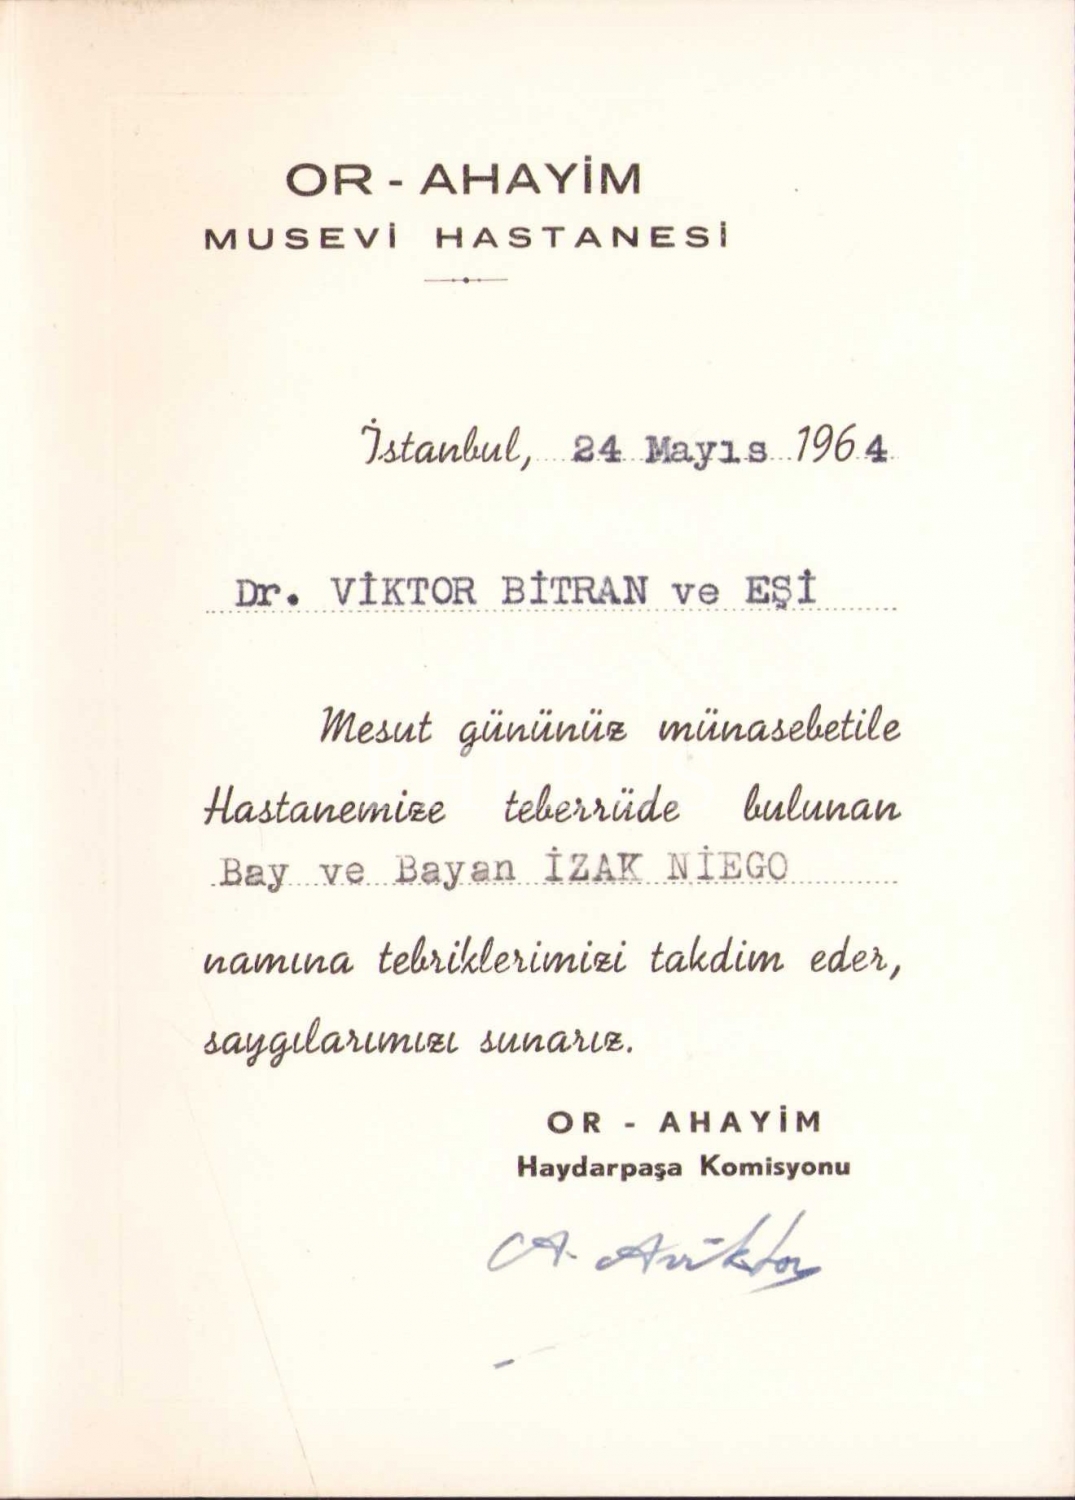 OR - AHAYİM
MUSEVİ HASTANESİ
İstanbul, 24 Mayıs 1964
Dr. VİKTOR BİTRAN ve EŞİ
Mesut gününüz münasebetile
Hastanemize teberrüde bulunan
Bay ve Bayan İZAK NİEGO
namına tebriklerimizi takdim eder,
saygılarımızı sunarız.
OR - AHAYİM
Haydarpaşa Komisyonu